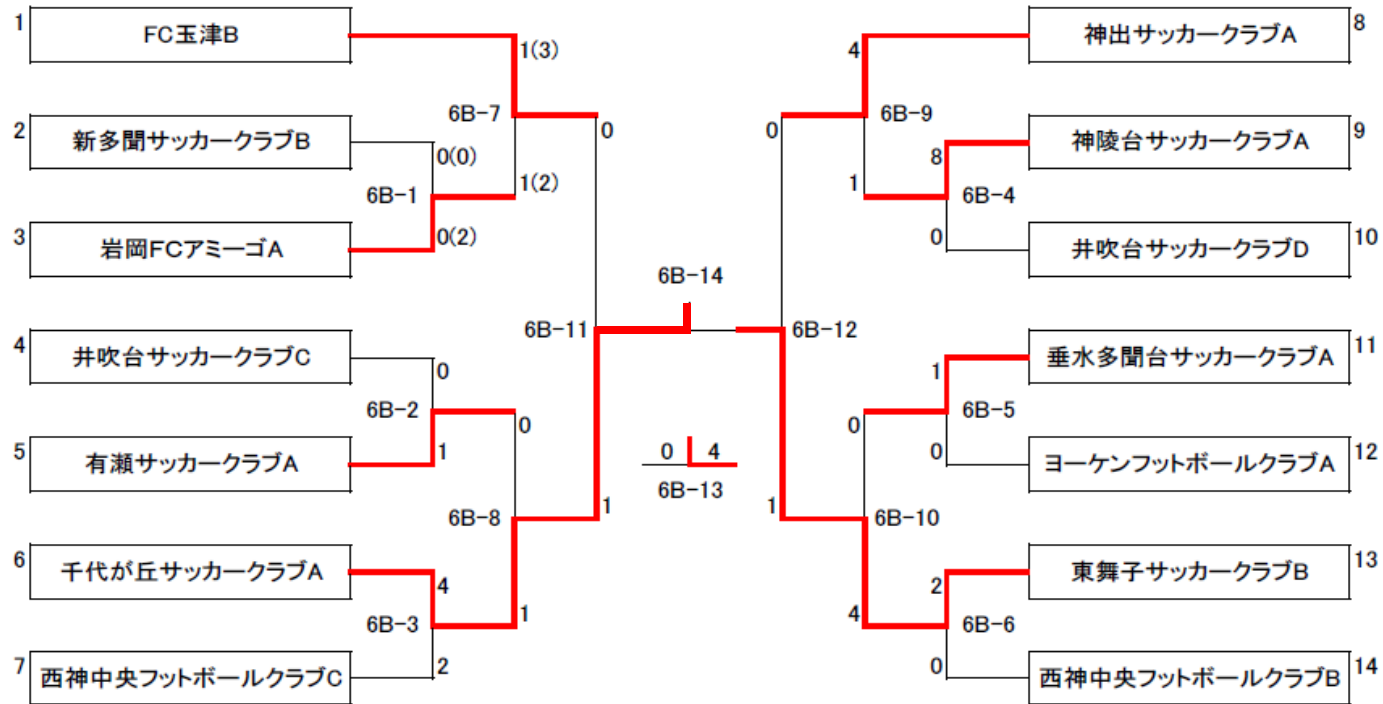 1
FC玉津B
1(3)
6B-7
0
2
新多聞サッカークラブB
0(0)
6B-1
1(2)
3
岩岡FCアミーゴA
0(2)
4
井吹台サッカークラブC
0
6B-2
0
5
有瀬サッカークラブA
1
6B-11
6B-8
1
6
千代が丘サッカークラブA
4
6B-3
1
7
西神中央フットボールクラブC
2
6B-14
0 4
6B-13
4
神出サッカークラブA
8
6B-9
0
8
神陵台サッカークラブA
9
1
6B-4
0
井吹台サッカークラブD
10
6B-12
1
垂水多聞台サッカークラブA
11
0
6B-5
0
ヨーケンフットボールクラブA
12
1
6B-10
2
東舞子サッカークラブB
13
4
6B-6
0
西神中央フットボールクラブB
14